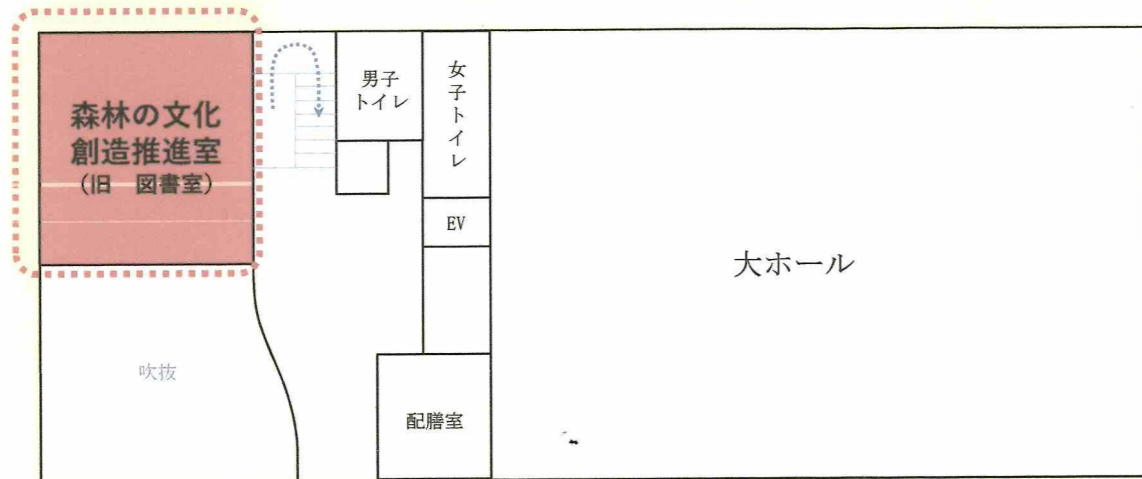 森林の文化
創造推進室
(旧　図書室)
男子
トイレ
女子トイレ
EV
大ホール
吹抜
配膳室